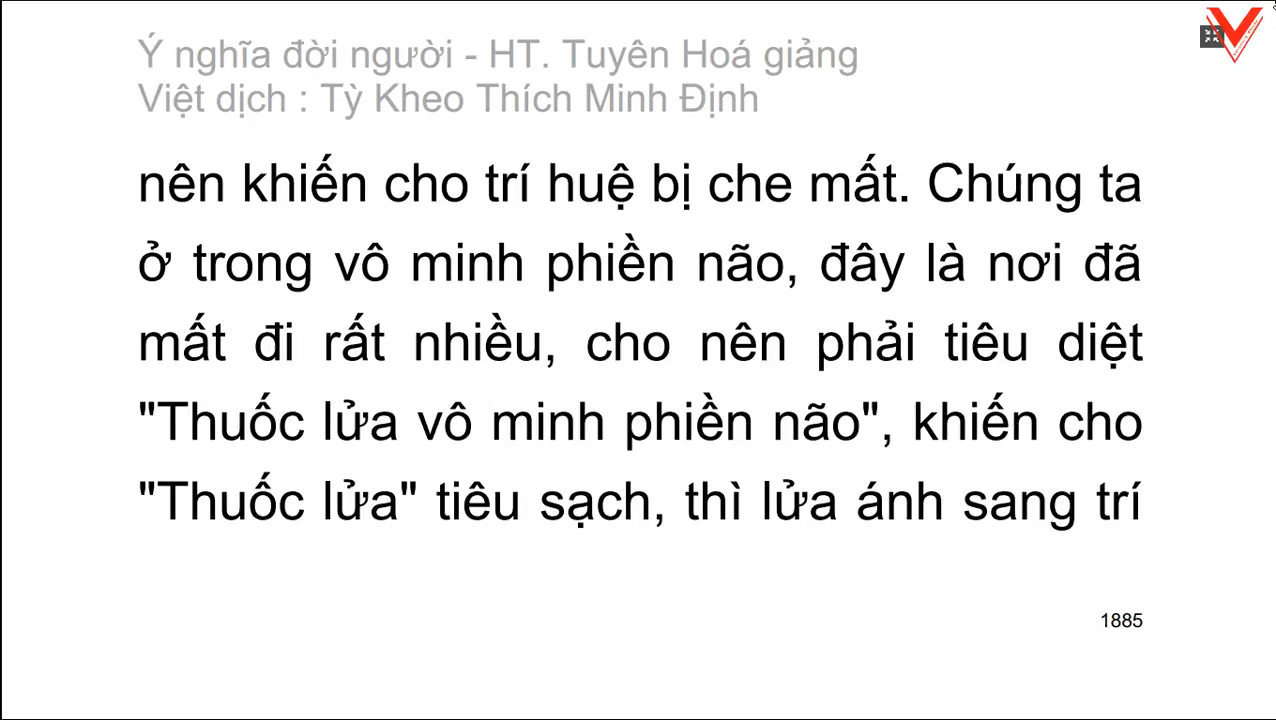 Ý nghĩa đời người - HT. Tuyên Hoá giảng
Việt dịch : Tỳ Kheo Thích Minh Định
nên khiến cho trí huệ bị che mất. Chúng ta
ở trong vô minh phiền não, đây là nơi đã
mất đi rất nhiều, cho nên phải tiêu diệt
"Thuốc lửa vô minh phiền não", khiến cho
"Thuốc lửa" tiêu sạch, thì lửa ánh sang trí
1885